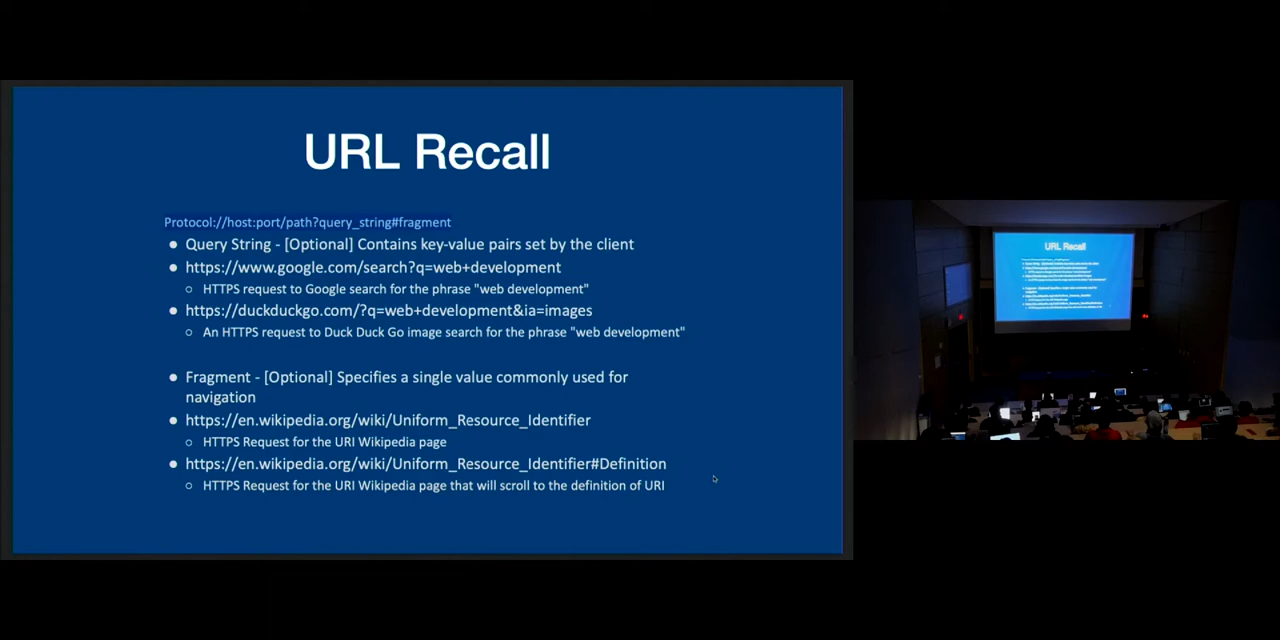 URL Recall
Protocol://host:port/path?query_string#fragment
● Query String - [Optional] Contains key-value pairs set by the client
● https://www.google.com/search?q=web+development
○ HTTPS request to Google search for the phrase "web development"
● https://duckduckgo.com/?q=web+development&ia=images
○ An HTTPS request to Duck Duck Go image search for the phrase "web development"
● Fragment - [Optional] Specifies a single value commonly used for
navigation
● https://en.wikipedia.org/wiki/Uniform_Resource_Identifier
○ HTTPS Request for the URI Wikipedia page
● https://en.wikipedia.org/wiki/Uniform_Resource_Identifier#Definition
○ HTTPS Request for the URI Wikipedia page that will scroll to the definition of URI
URL Recall